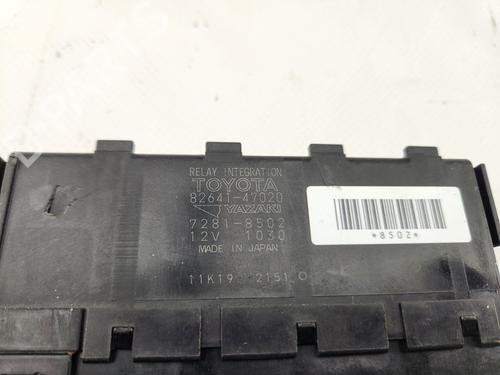 RELAY INTEGRATION
TOYOTA
82641-47020
YAZAKI
7281-8502
12V 1030
MADE IN JAPAN
11K19 2151
*8502*